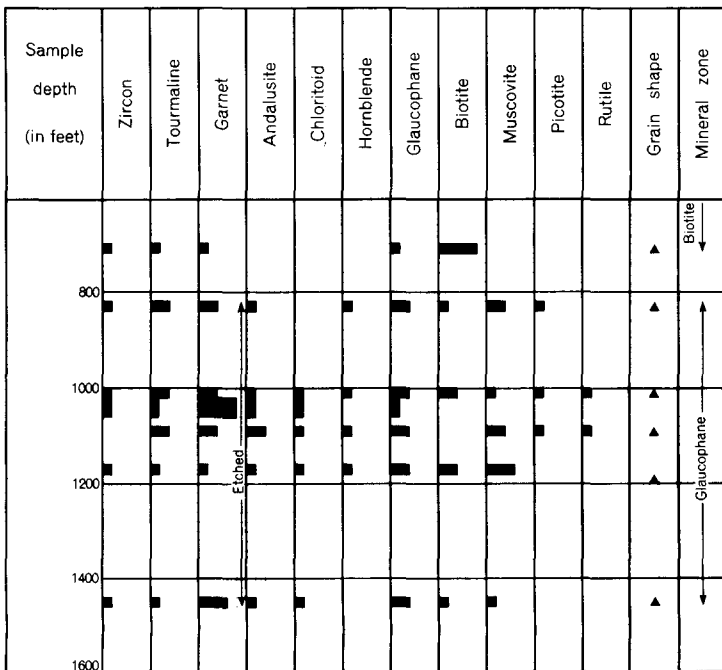 Sample
depth
(in feet)
Zircon
Tourmaline
Garnet
Andalusite
Chloritoid
Hornblende
Glaucophane
Biotite
Muscovite
Picotite
Rutile
Grain shape
Mineral zone
Biotite
800
1000
1200
1400
1600
Etched
Glaucophane